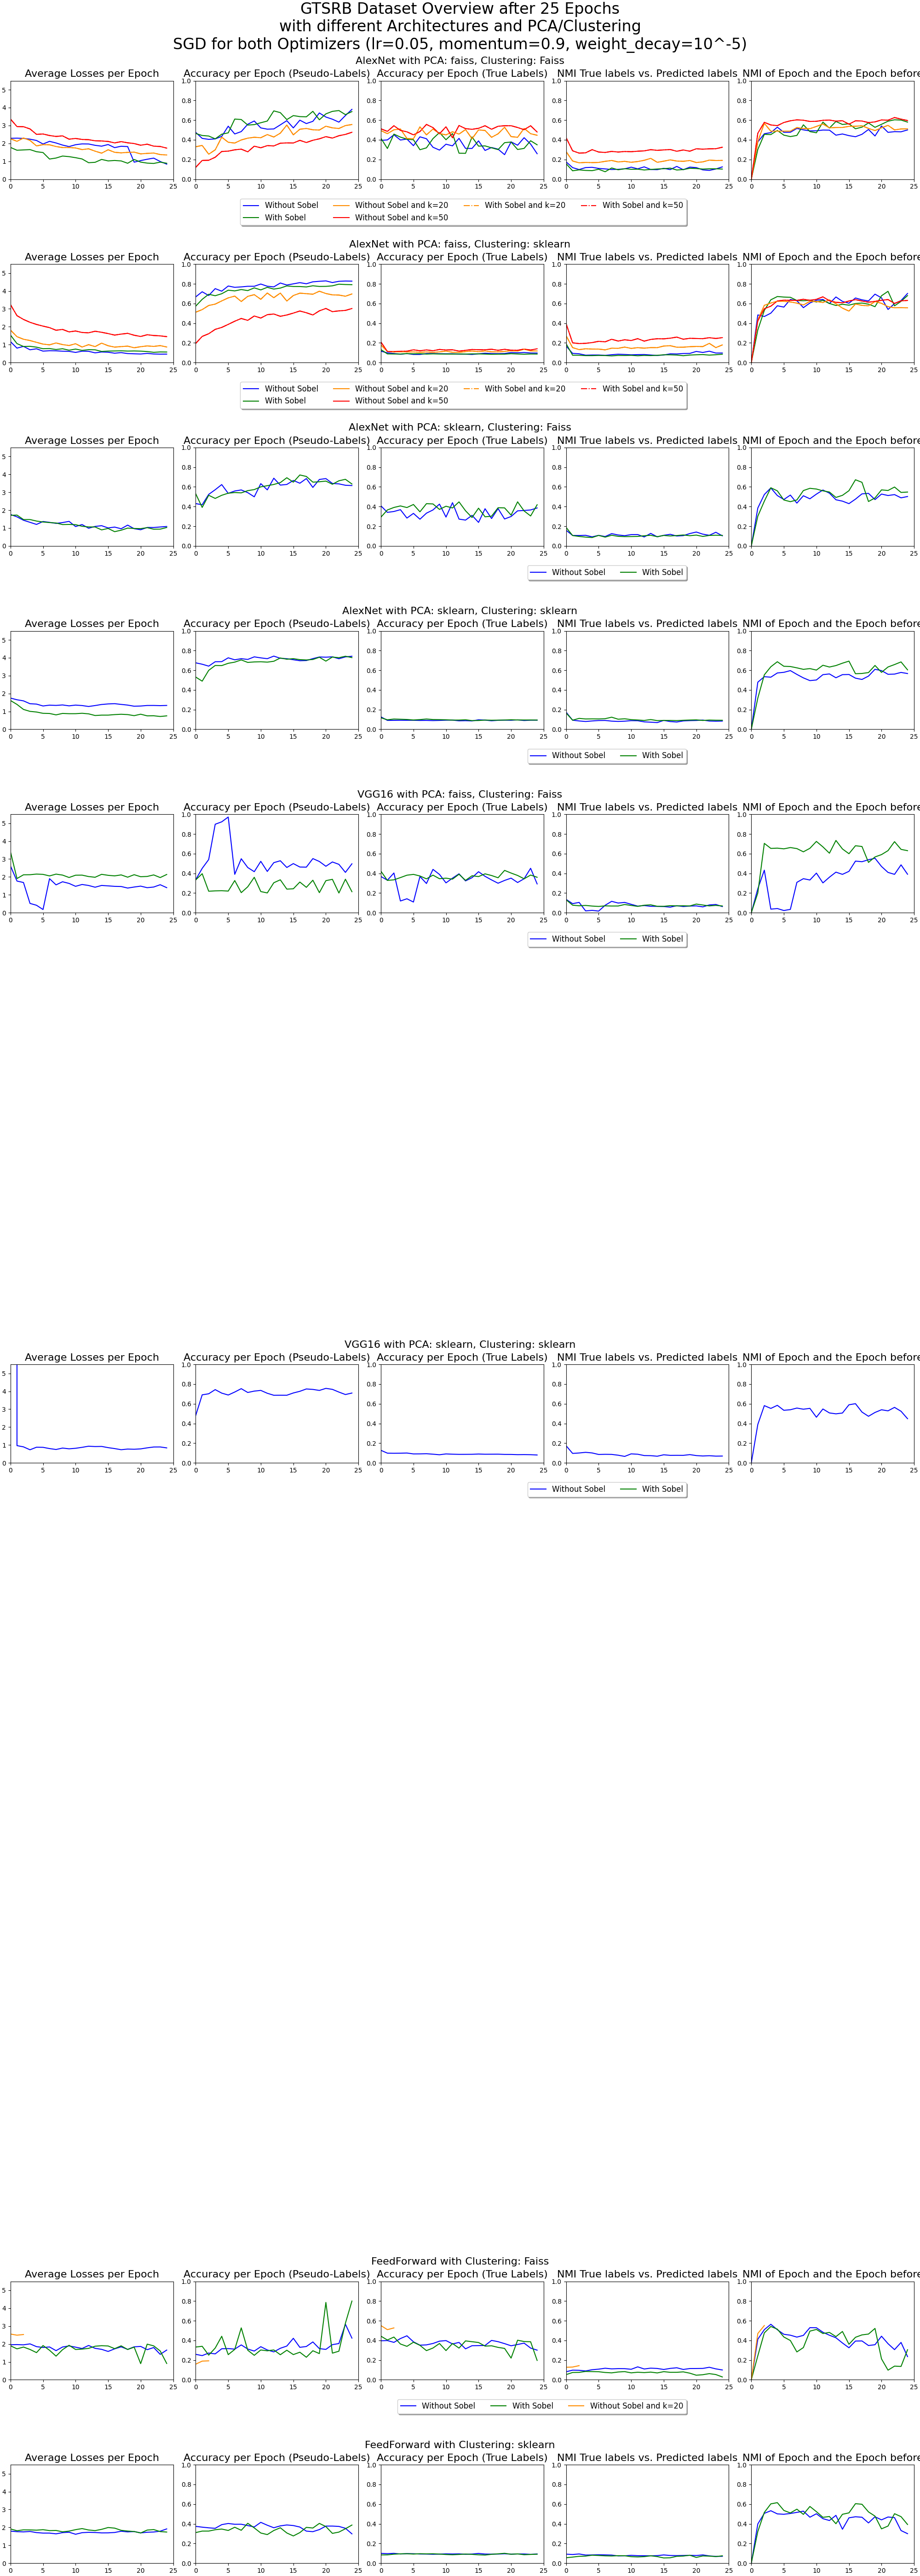 GTSRB Dataset Overview after 25 Epochs
with different Architectures and PCA/Clustering
SGD for both Optimizers (lr=0.05, momentum=0.9, weight_decay=10^-5)
AlexNet with PCA: faiss, Clustering: Faiss
Average Losses per Epoch
Accuracy per Epoch (Pseudo-Labels)
Accuracy per Epoch (True Labels)
NMI True labels vs. Predicted labels
NMI of Epoch and the Epoch before
Without Sobel
With Sobel
Without Sobel and k=20
Without Sobel and k=50
With Sobel and k=20
With Sobel and k=50
AlexNet with PCA: faiss, Clustering: sklearn
Average Losses per Epoch
Accuracy per Epoch (Pseudo-Labels)
Accuracy per Epoch (True Labels)
NMI True labels vs. Predicted labels
NMI of Epoch and the Epoch before
Without Sobel
With Sobel
Without Sobel and k=20
Without Sobel and k=50
With Sobel and k=20
With Sobel and k=50
AlexNet with PCA: sklearn, Clustering: Faiss
Average Losses per Epoch
Accuracy per Epoch (Pseudo-Labels)
Accuracy per Epoch (True Labels)
NMI True labels vs. Predicted labels
NMI of Epoch and the Epoch before
Without Sobel
With Sobel
AlexNet with PCA: sklearn, Clustering: sklearn
Average Losses per Epoch
Accuracy per Epoch (Pseudo-Labels)
Accuracy per Epoch (True Labels)
NMI True labels vs. Predicted labels
NMI of Epoch and the Epoch before
Without Sobel
With Sobel
VGG16 with PCA: faiss, Clustering: Faiss
Average Losses per Epoch
Accuracy per Epoch (Pseudo-Labels)
Accuracy per Epoch (True Labels)
NMI True labels vs. Predicted labels
NMI of Epoch and the Epoch before
Without Sobel
With Sobel
VGG16 with PCA: sklearn, Clustering: sklearn
Average Losses per Epoch
Accuracy per Epoch (Pseudo-Labels)
Accuracy per Epoch (True Labels)
NMI True labels vs. Predicted labels
NMI of Epoch and the Epoch before
Without Sobel
With Sobel
FeedForward with Clustering: Faiss
Average Losses per Epoch
Accuracy per Epoch (Pseudo-Labels)
Accuracy per Epoch (True Labels)
NMI True labels vs. Predicted labels
NMI of Epoch and the Epoch before
Without Sobel
With Sobel
Without Sobel and k=20
FeedForward with Clustering: sklearn
Average Losses per Epoch
Accuracy per Epoch (Pseudo-Labels)
Accuracy per Epoch (True Labels)
NMI True labels vs. Predicted labels
NMI of Epoch and the Epoch before